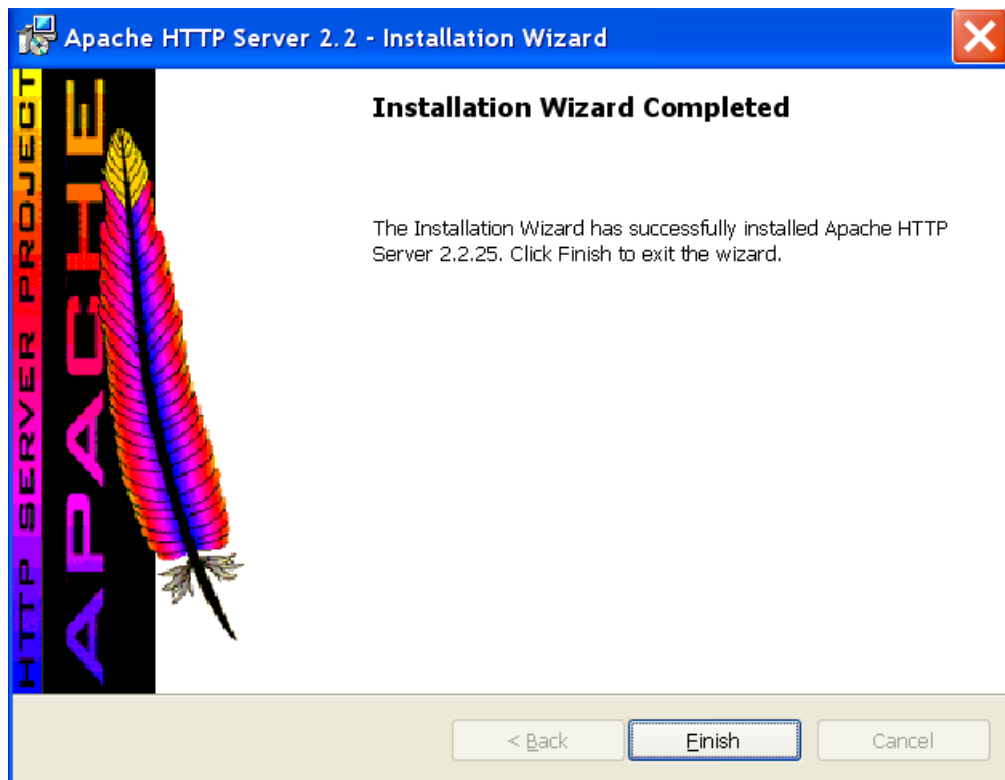 Apache HTTP Server 2.2 - Installation Wizard
HTTP SERVER PROJECT
APACHE
Installation Wizard Completed
The Installation Wizard has successfully installed Apache HTTP
Server 2.2.25. Click Finish to exit the wizard.
< Back
Finish
Cancel